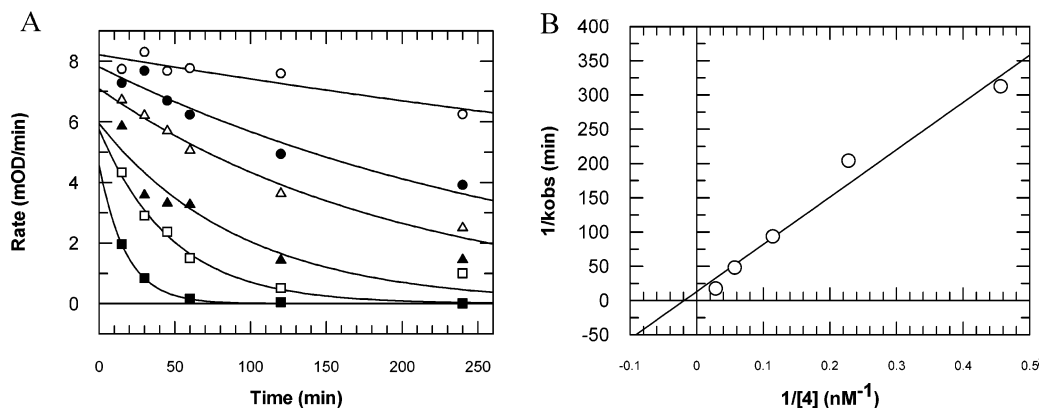 A
Rate (mOD/min)
8
6
4
2
0
0 50 100 150 200 250
Time (min)
B
1/kobs (min)
400
350
300
250
200
150
100
50
0
-50
-0.1 0 0.1 0.2 0.3 0.4 0.5
1/[4] (nM-1)